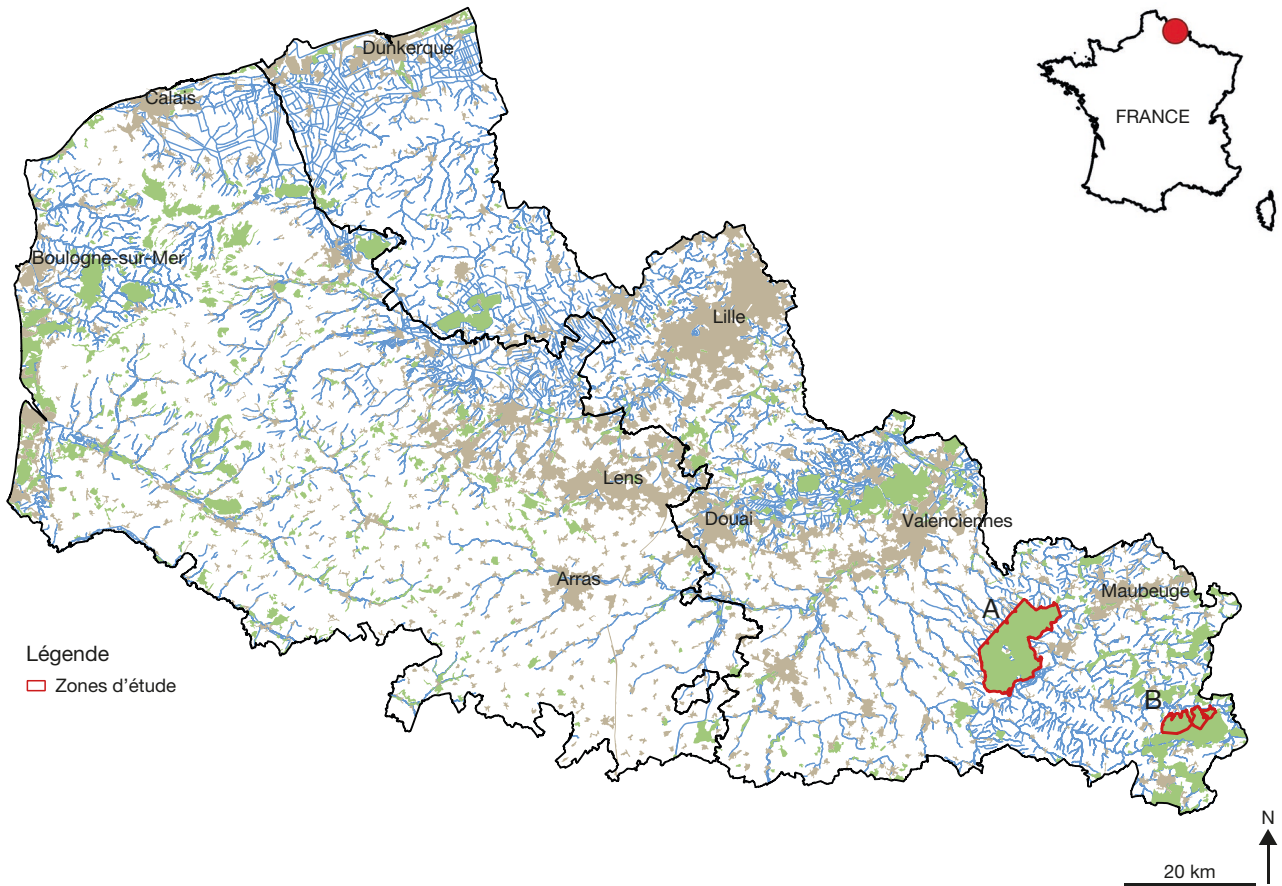 Dunkerque
Calais
FRANCE
Boulogne-sur-Mer
Lille
Lens
Douai
Valenciennes
Arras
Maubeuge
A
Légende
Zones d’étude
B
N
20 km